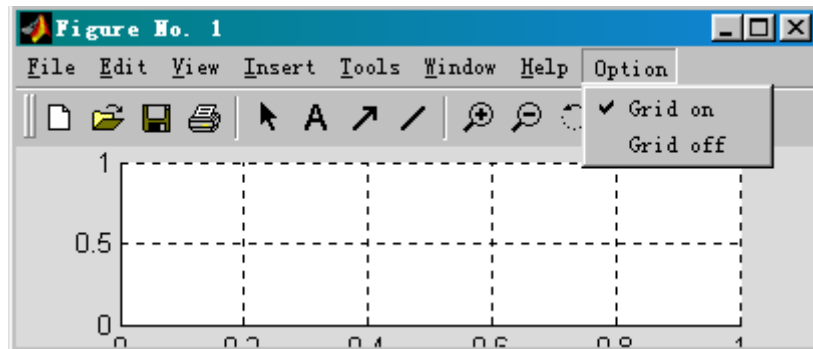 Figure No. 1
File Edit View Insert Tools Window Help Option
A
Grid on
Grid off
1
0.5
0